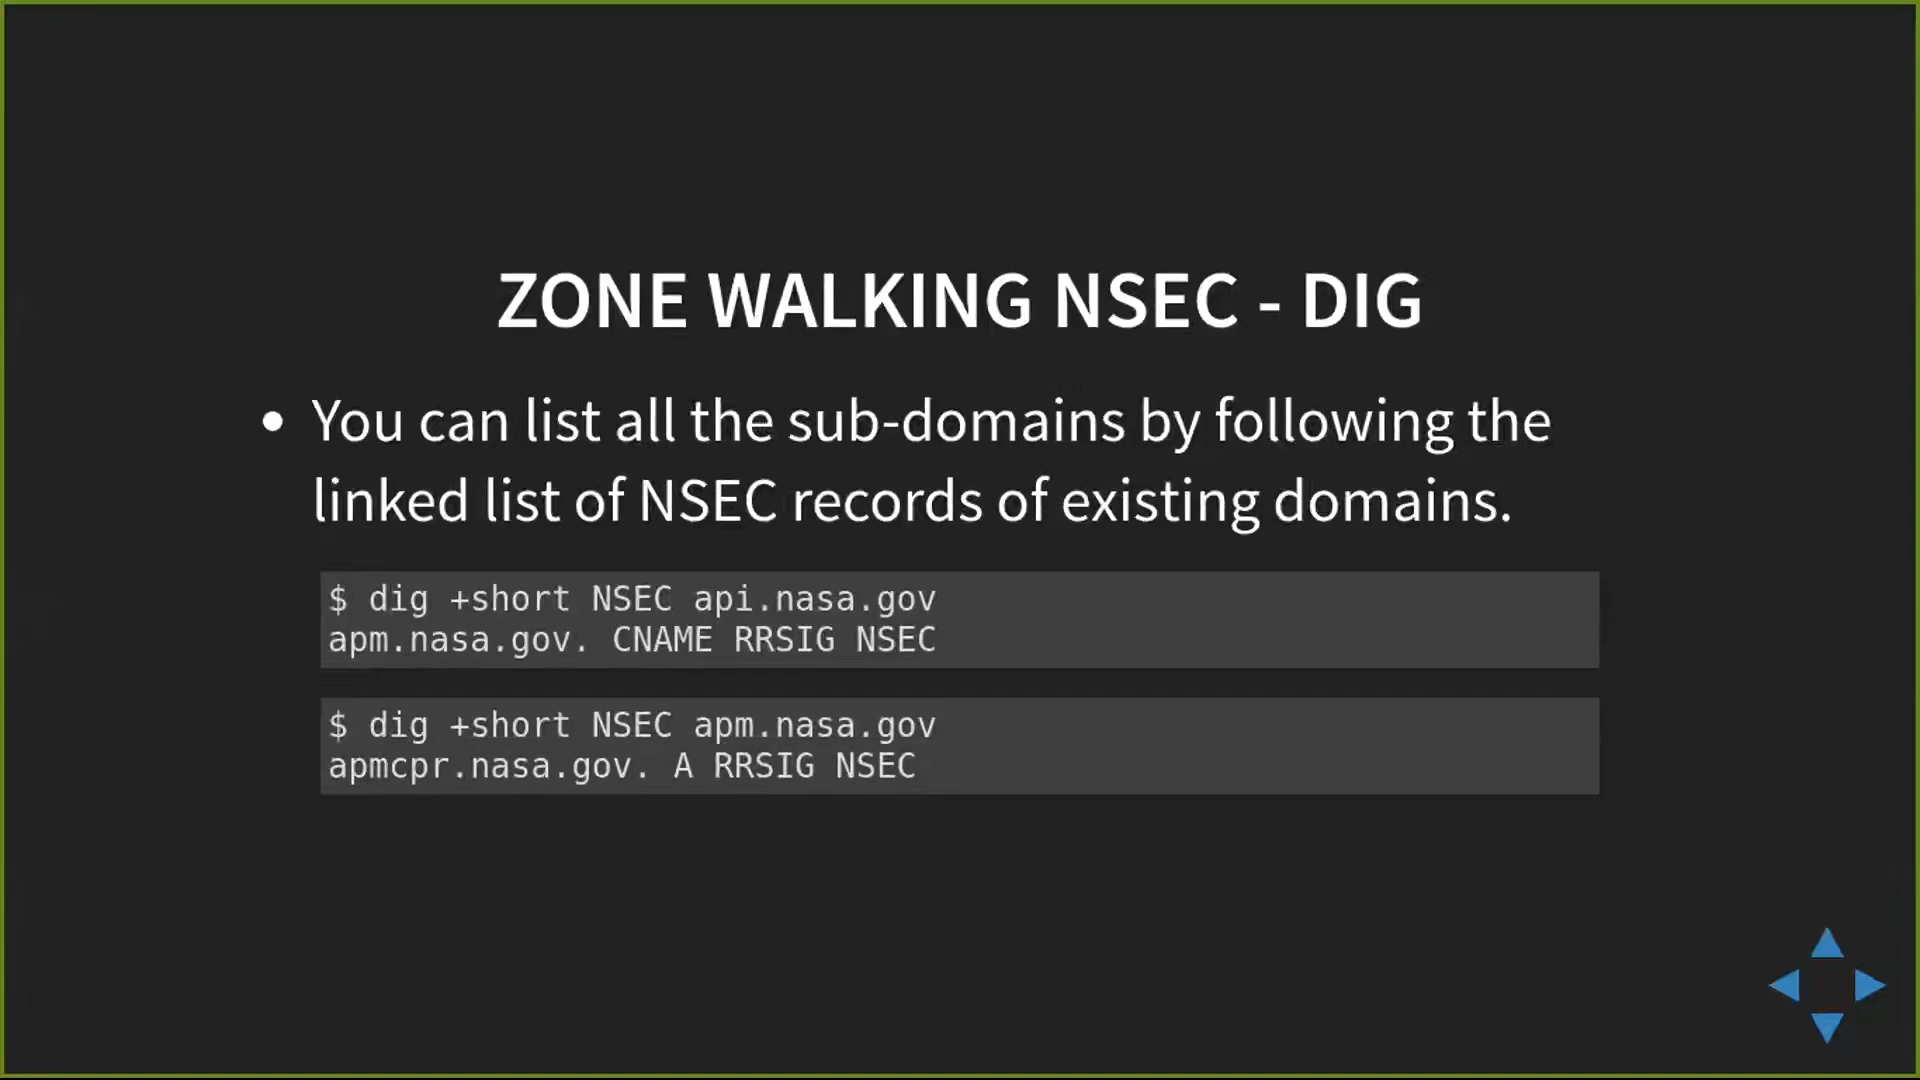 ZONE WALKING NSEC - DIG
• You can list all the sub-domains by following the
linked list of NSEC records of existing domains.
$ dig +short NSEC api.nasa.gov
apm.nasa.gov. CNAME RRSIG NSEC
$ dig +short NSEC apm.nasa.gov
apmcpr.nasa.gov. A RRSIG NSEC